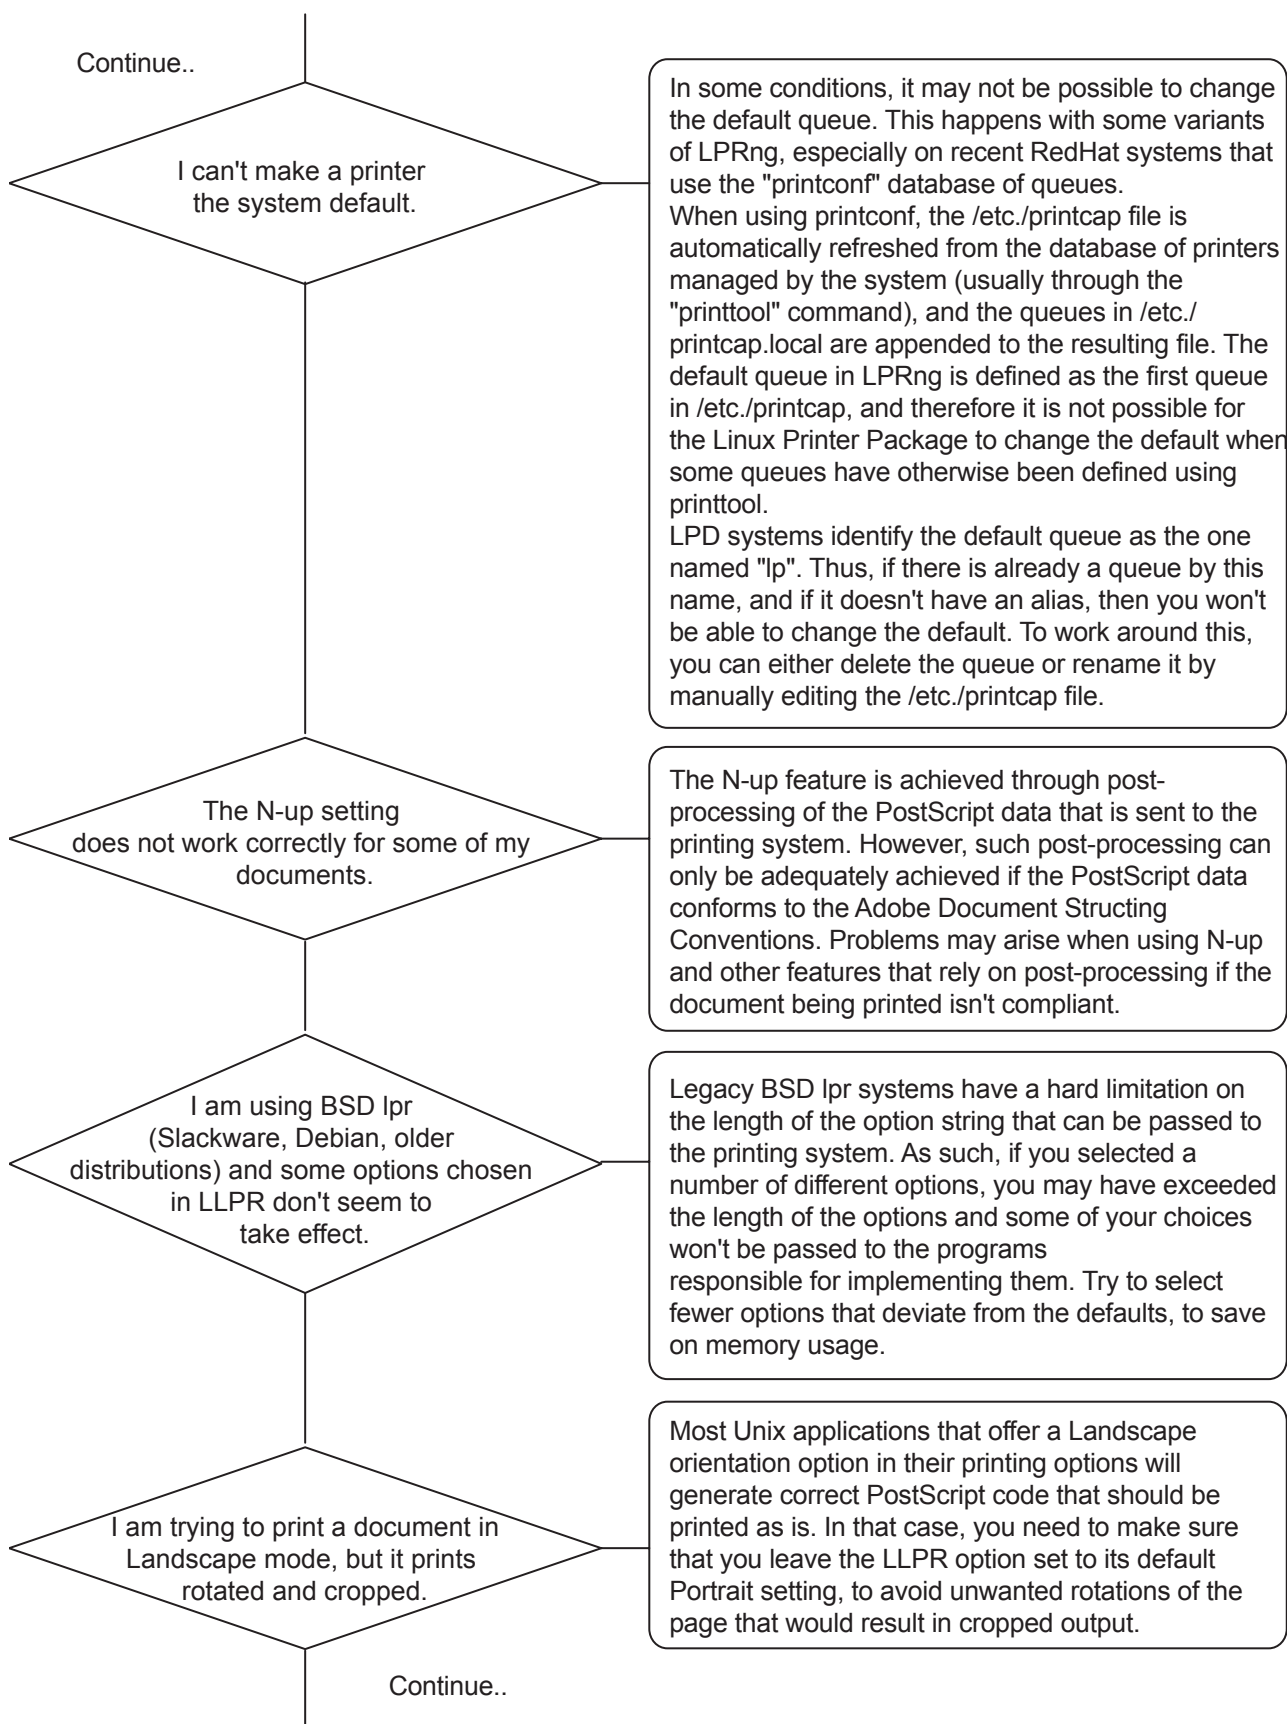 Continue..
I can't make a printer
the system default.
In some conditions, it may not be possible to change
the default queue. This happens with some variants
of LPRng, especially on recent RedHat systems that
use the "printconf" database of queues.
When using printconf, the /etc./printcap file is
automatically refreshed from the database of printers
managed by the system (usually through the
"printtool" command), and the queues in /etc./
printcap.local are appended to the resulting file. The
default queue in LPRng is defined as the first queue
in /etc./printcap, and therefore it is not possible for
the Linux Printer Package to change the default when
some queues have otherwise been defined using
printtool.
LPD systems identify the default queue as the one
named "lp". Thus, if there is already a queue by this
name, and if it doesn't have an alias, then you won't
be able to change the default. To work around this,
you can either delete the queue or rename it by
manually editing the /etc./printcap file.
The N-up setting
does not work correctly for some of my
documents.
The N-up feature is achieved through post-
processing of the PostScript data that is sent to the
printing system. However, such post-processing can
only be adequately achieved if the PostScript data
conforms to the Adobe Document Structing
Conventions. Problems may arise when using N-up
and other features that rely on post-processing if the
document being printed isn't compliant.
I am using BSD lpr
(Slackware, Debian, older
distributions) and some options chosen
in LLPR don't seem to
take effect.
Legacy BSD lpr systems have a hard limitation on
the length of the option string that can be passed to
the printing system. As such, if you selected a
number of different options, you may have exceeded
the length of the options and some of your choices
won't be passed to the programs
responsible for implementing them. Try to select
fewer options that deviate from the defaults, to save
on memory usage.
I am trying to print a document in
Landscape mode, but it prints
rotated and cropped.
Most Unix applications that offer a Landscape
orientation option in their printing options will
generate correct PostScript code that should be
printed as is. In that case, you need to make sure
that you leave the LLPR option set to its default
Portrait setting, to avoid unwanted rotations of the
page that would result in cropped output.
Continue..